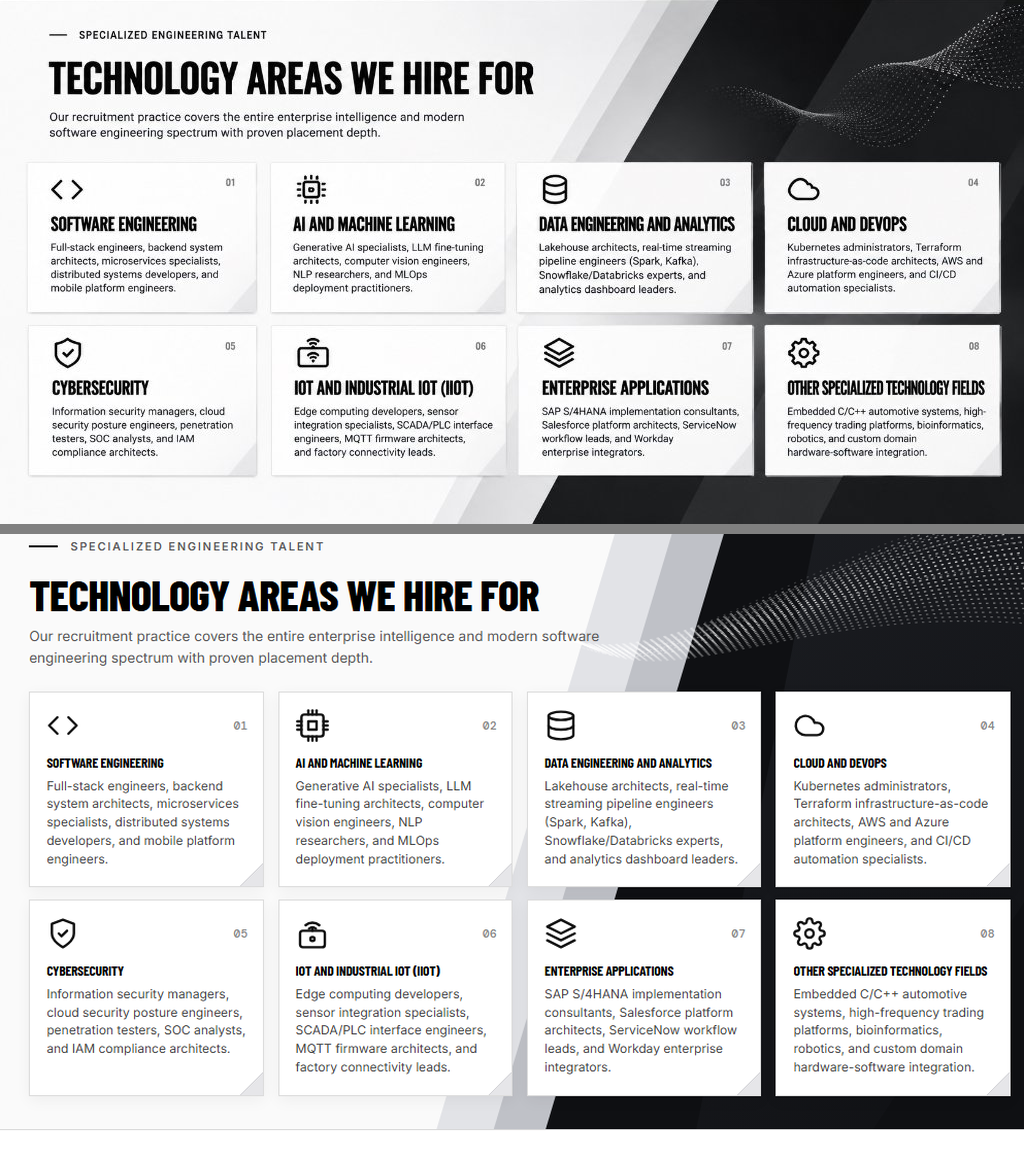 SPECIALIZED ENGINEERING TALENT
TECHNOLOGY AREAS WE HIRE FOR
Our recruitment practice covers the entire enterprise intelligence and modern
software engineering spectrum with proven placement depth.
01
SOFTWARE ENGINEERING
Full-stack engineers, backend system
architects, microservices specialists,
distributed systems developers, and
mobile platform engineers.
02
AI AND MACHINE LEARNING
Generative AI specialists, LLM fine-tuning
architects, computer vision engineers,
NLP researchers, and MLOps
deployment practitioners.
03
DATA ENGINEERING AND ANALYTICS
Lakehouse architects, real-time streaming
pipeline engineers (Spark, Kafka),
Snowflake/Databricks experts, and
analytics dashboard leaders.
04
CLOUD AND DEVOPS
Kubernetes administrators, Terraform
infrastructure-as-code architects, AWS and
Azure platform engineers, and CI/CD
automation specialists.
05
CYBERSECURITY
Information security managers, cloud
security posture engineers, penetration
testers, SOC analysts, and IAM
compliance architects.
06
IOT AND INDUSTRIAL IOT (IIOT)
Edge computing developers, sensor
integration specialists, SCADA/PLC interface
engineers, MQTT firmware architects,
and factory connectivity leads.
07
ENTERPRISE APPLICATIONS
SAP S/4HANA implementation consultants,
Salesforce platform architects, ServiceNow
workflow leads, and Workday
enterprise integrators.
08
OTHER SPECIALIZED TECHNOLOGY FIELDS
Embedded C/C++ automotive systems, high-
frequency trading platforms, bioinformatics,
robotics, and custom domain
hardware-software integration.
SPECIALIZED ENGINEERING TALENT
TECHNOLOGY AREAS WE HIRE FOR
Our recruitment practice covers the entire enterprise intelligence and modern software
engineering spectrum with proven placement depth.
01
SOFTWARE ENGINEERING
Full-stack engineers, backend
system architects, microservices
specialists, distributed systems
developers, and mobile platform
engineers.
02
AI AND MACHINE LEARNING
Generative AI specialists, LLM
fine-tuning architects, computer
vision engineers, NLP
researchers, and MLOps
deployment practitioners.
03
DATA ENGINEERING AND ANALYTICS
Lakehouse architects, real-time
streaming pipeline engineers
(Spark, Kafka),
Snowflake/Databricks experts,
and analytics dashboard leaders.
04
CLOUD AND DEVOPS
Kubernetes administrators,
Terraform infrastructure-as-code
architects, AWS and Azure
platform engineers, and CI/CD
automation specialists.
05
CYBERSECURITY
Information security managers,
cloud security posture engineers,
penetration testers, SOC analysts,
and IAM compliance architects.
06
IOT AND INDUSTRIAL IOT (IIOT)
Edge computing developers,
sensor integration specialists,
SCADA/PLC interface engineers,
MQTT firmware architects, and
factory connectivity leads.
07
ENTERPRISE APPLICATIONS
SAP S/4HANA implementation
consultants, Salesforce platform
architects, ServiceNow workflow
leads, and Workday enterprise
integrators.
08
OTHER SPECIALIZED TECHNOLOGY FIELDS
Embedded C/C++ automotive
systems, high-frequency trading
platforms, bioinformatics,
robotics, and custom domain
hardware-software integration.